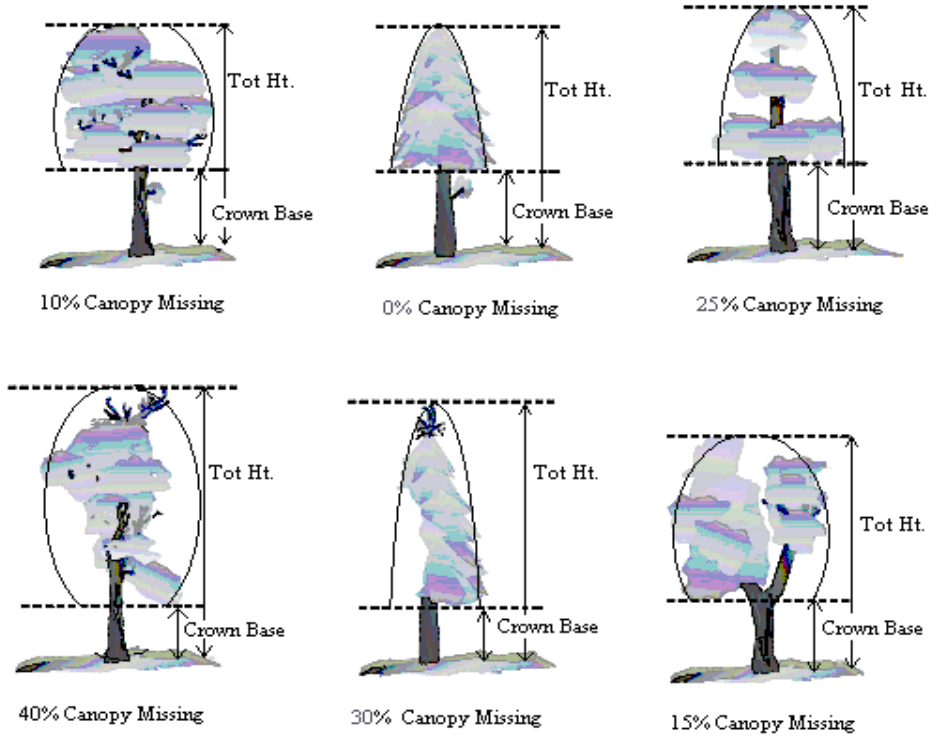 Tot Ht.
Crown Base
10% Canopy Missing
Tot Ht.
Crown Base
0% Canopy Missing
Tot Ht.
Crown Base
25% Canopy Missing
Tot Ht.
Crown Base
40% Canopy Missing
Tot Ht.
Crown Base
30% Canopy Missing
Tot Ht.
Crown Base
15% Canopy Missing